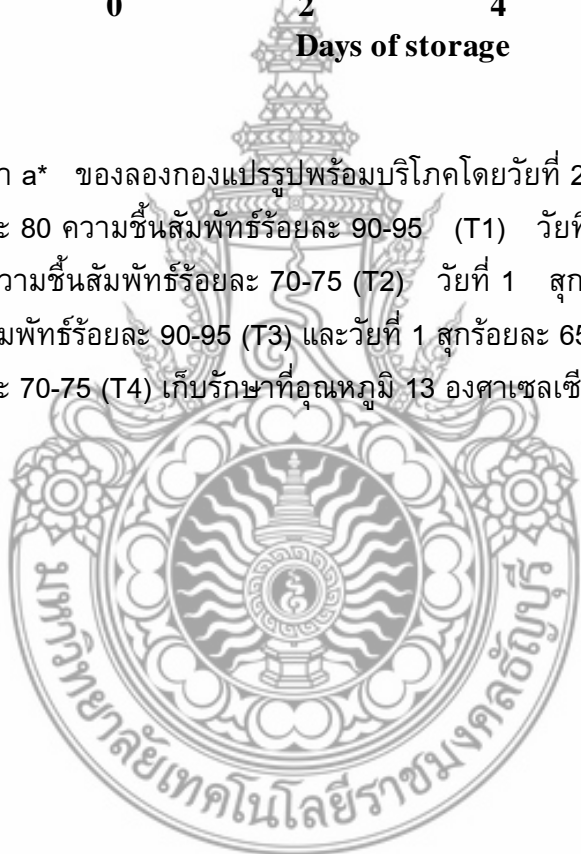 0 2 4
Days of storage
า a* ของลองกองแปรรูปพร้อมบริโภคโดยวัยที่ 2
ะ 80 ความชื้นสัมพัทธ์ร้อยละ 90-95 (T1) วัยที
ความชื้นสัมพัทธ์ร้อยละ 70-75 (T2) วัยที่ 1 สุก
มพัทธ์ร้อยละ 90-95 (T3) และวัยที่ 1 สุกร้อยละ 65
ะ 70-75 (T4) เก็บรักษาที่อุณหภูมิ 13 องศาเซลเซี
มหาวิทยาลัยเทคโนโลยีราชมงคลธัญบุรี